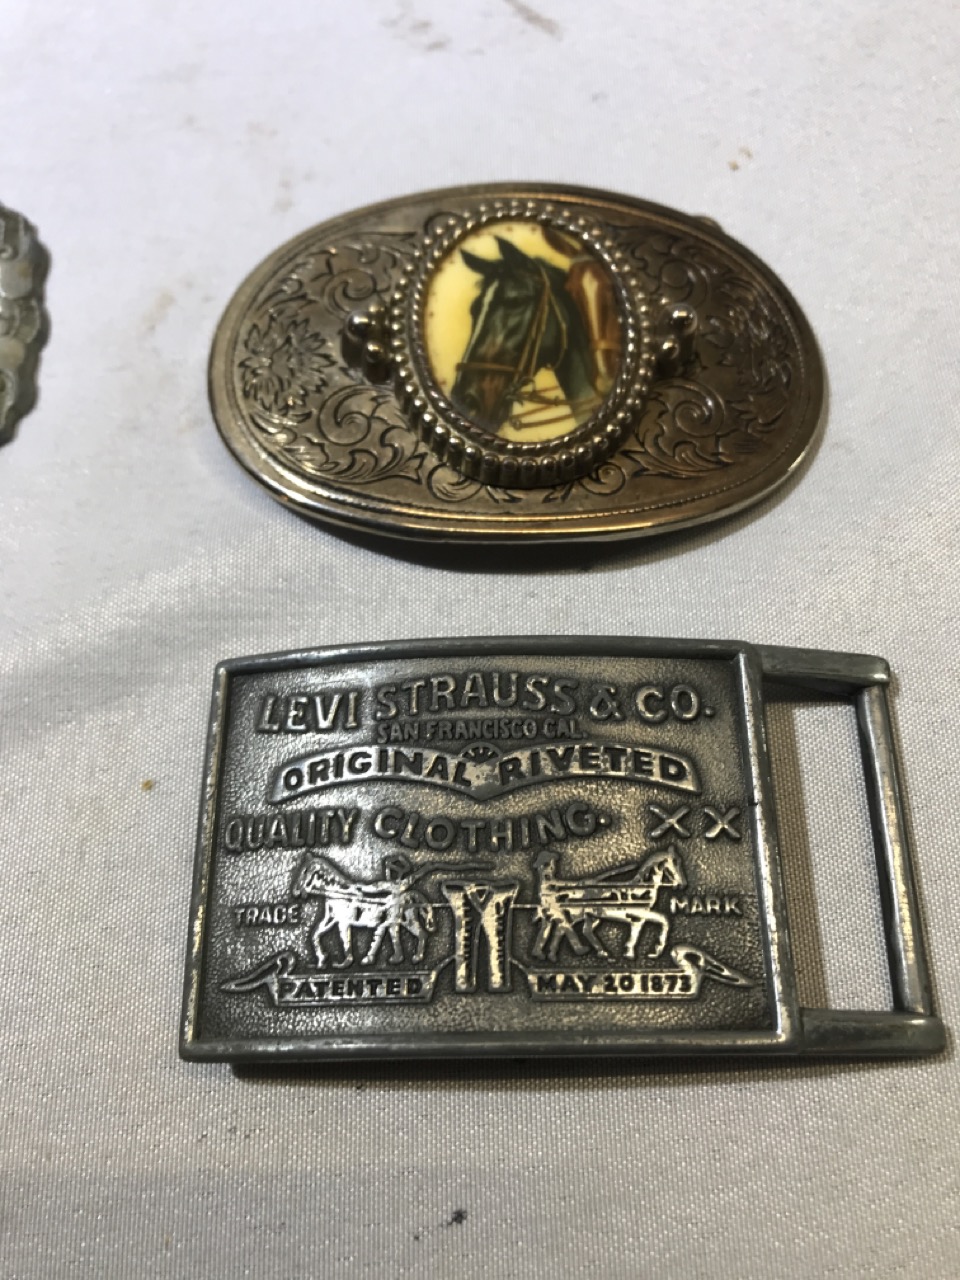 LEVI STRAUSS & CO.
SAN FRANCISCO CAL.
ORIGINAL RIVETED
QUALITY CLOTHING. XX
TRADE MARK
PATENTED MAY 20 1873